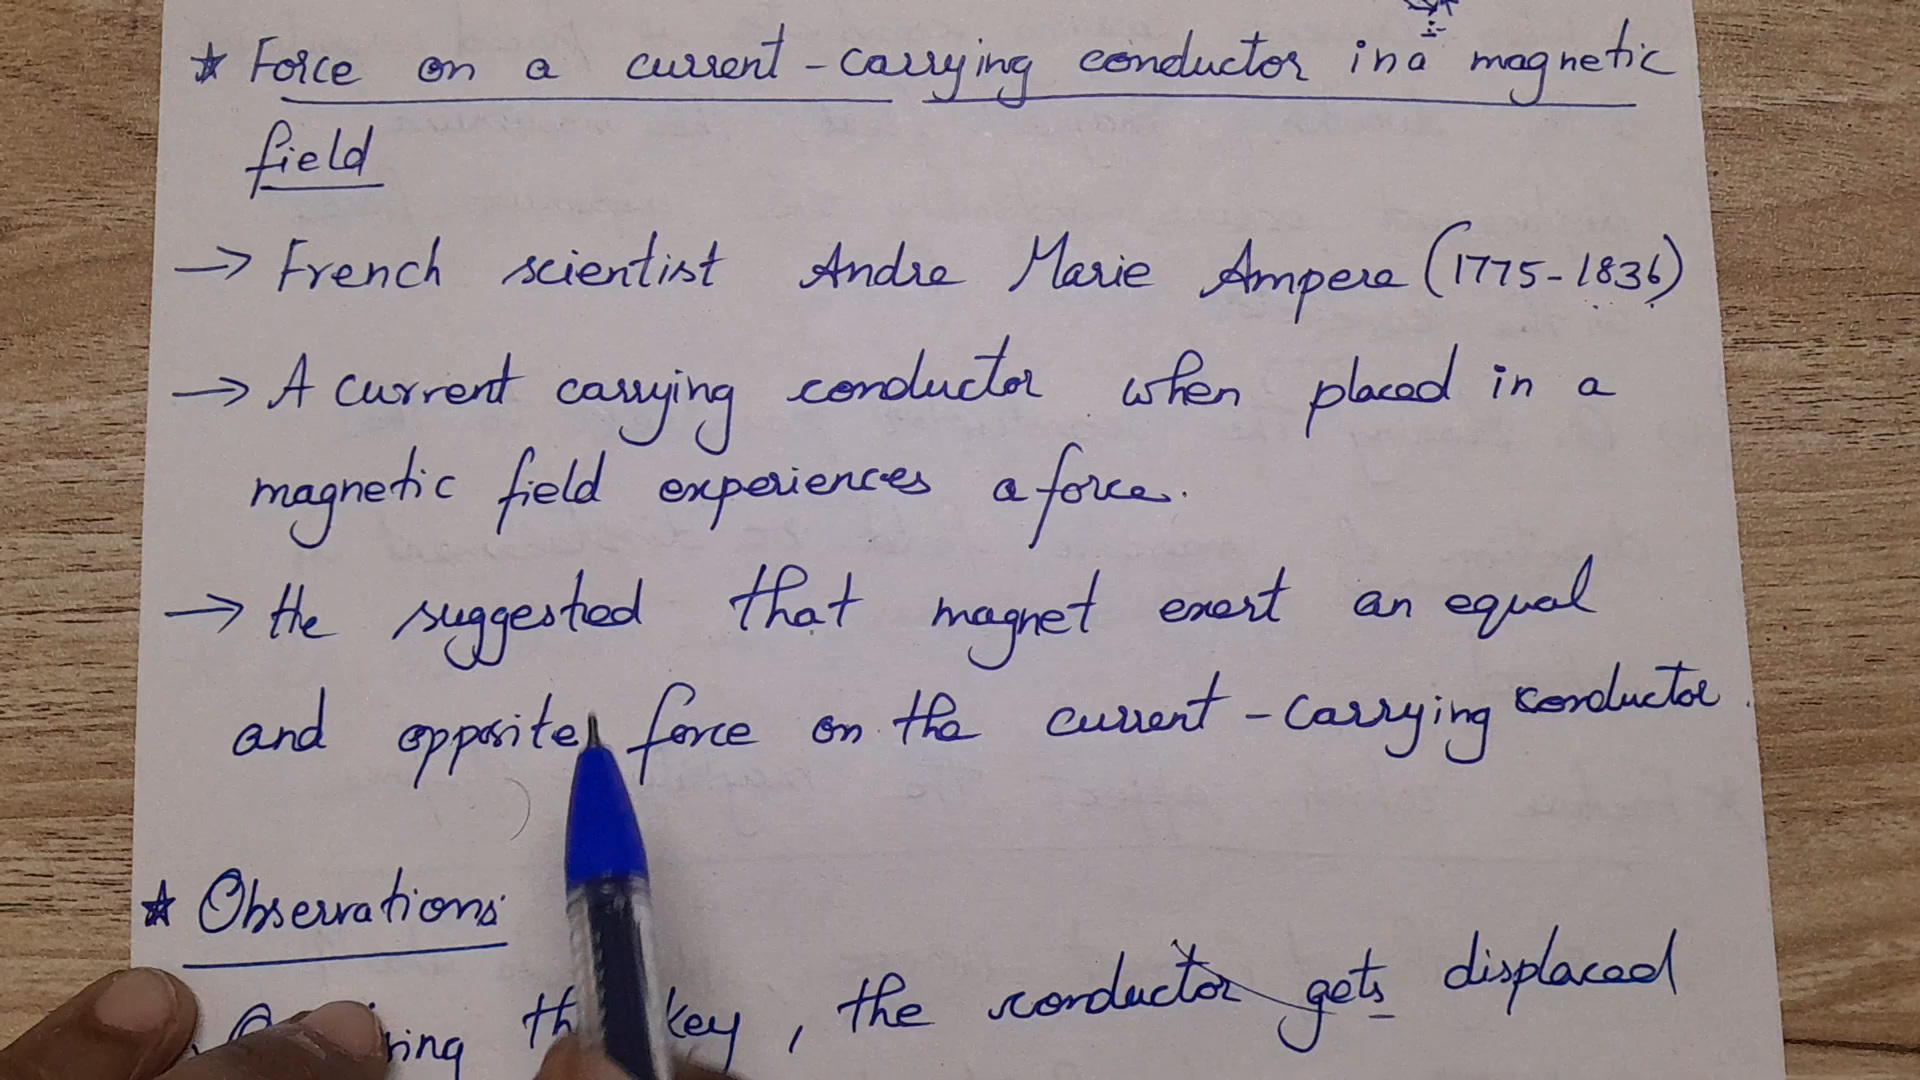 ★ Force on a current-carrying conductor in a magnetic
field
→ French scientist Andre Marie Ampere (1775-1836)
→ A current carrying conductor when placed in a
magnetic field experiences a force.
→ He suggested that magnet exert an equal
and opposite force on the current-carrying conductor.
★ Observations:
the key, the conductor gets displaced